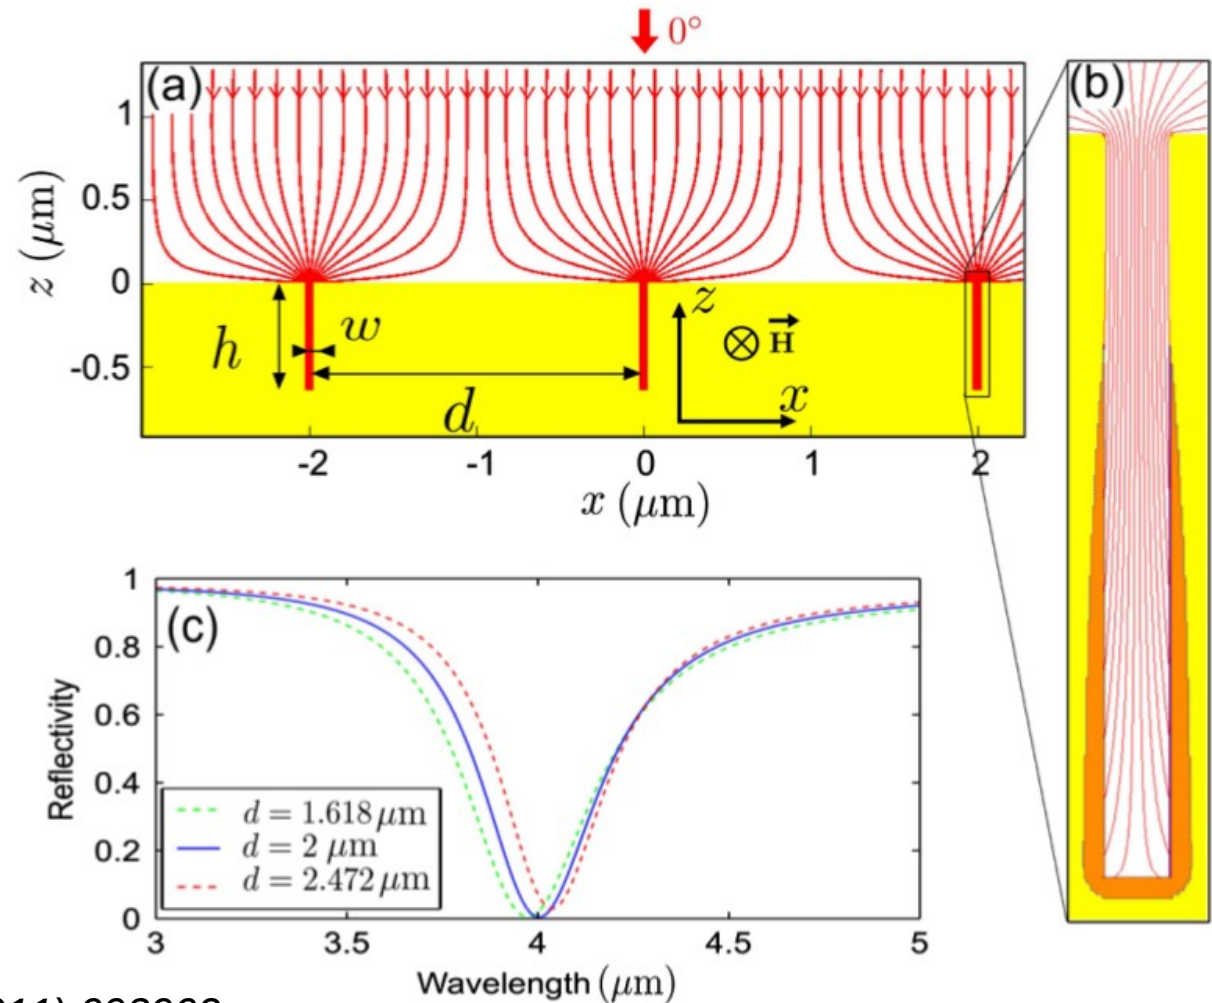 0°
(a)
(b)
1
0.5
0
-0.5
z (μm)
h
w
d
z
H
x
-2 -1 0 1 2
x (μm)
(c)
1
0.8
0.6
0.4
0.2
0
Reflectivity
d = 1.618 μm
d = 2 μm
d = 2.472 μm
3 3.5 4 4.5 5
Wavelength (μm)